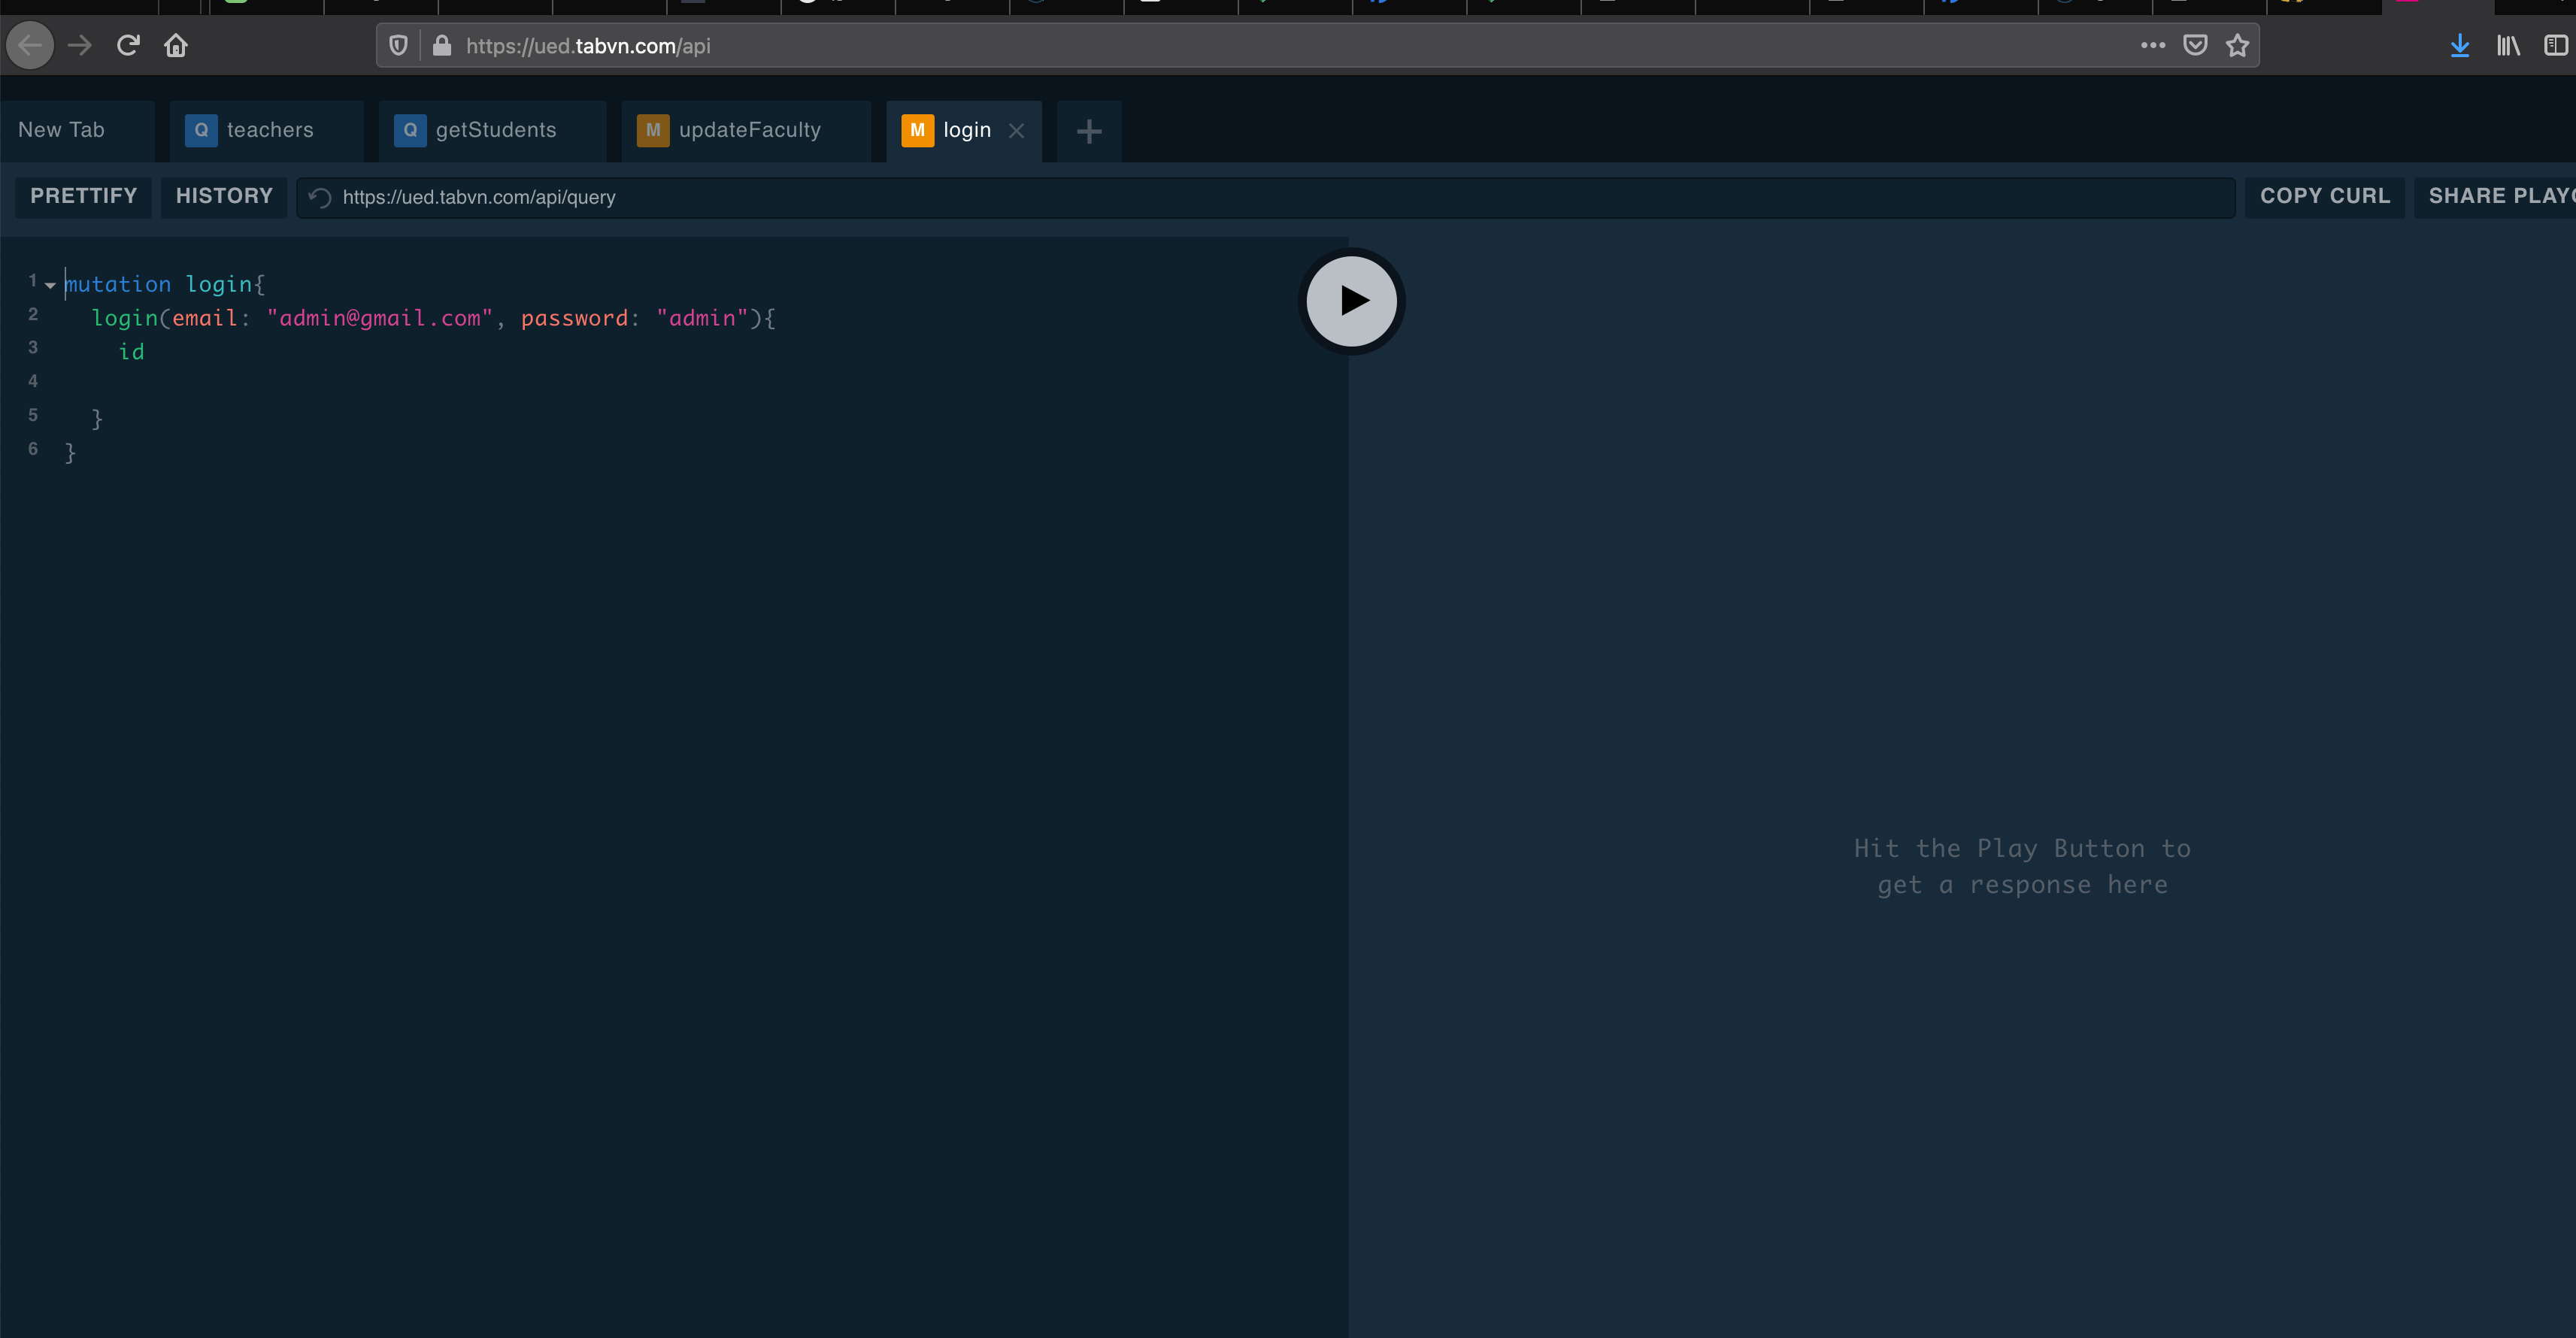 https://ued.tabvn.com/api
New Tab
Q teachers
Q getStudents
M updateFaculty
M login
PRETTIFY
HISTORY
https://ued.tabvn.com/api/query
COPY CURL
SHARE PLAY
1 mutation login{
2 login(email: "admin@gmail.com", password: "admin"){
3 id
4
5 }
6 }
Hit the Play Button to
get a response here